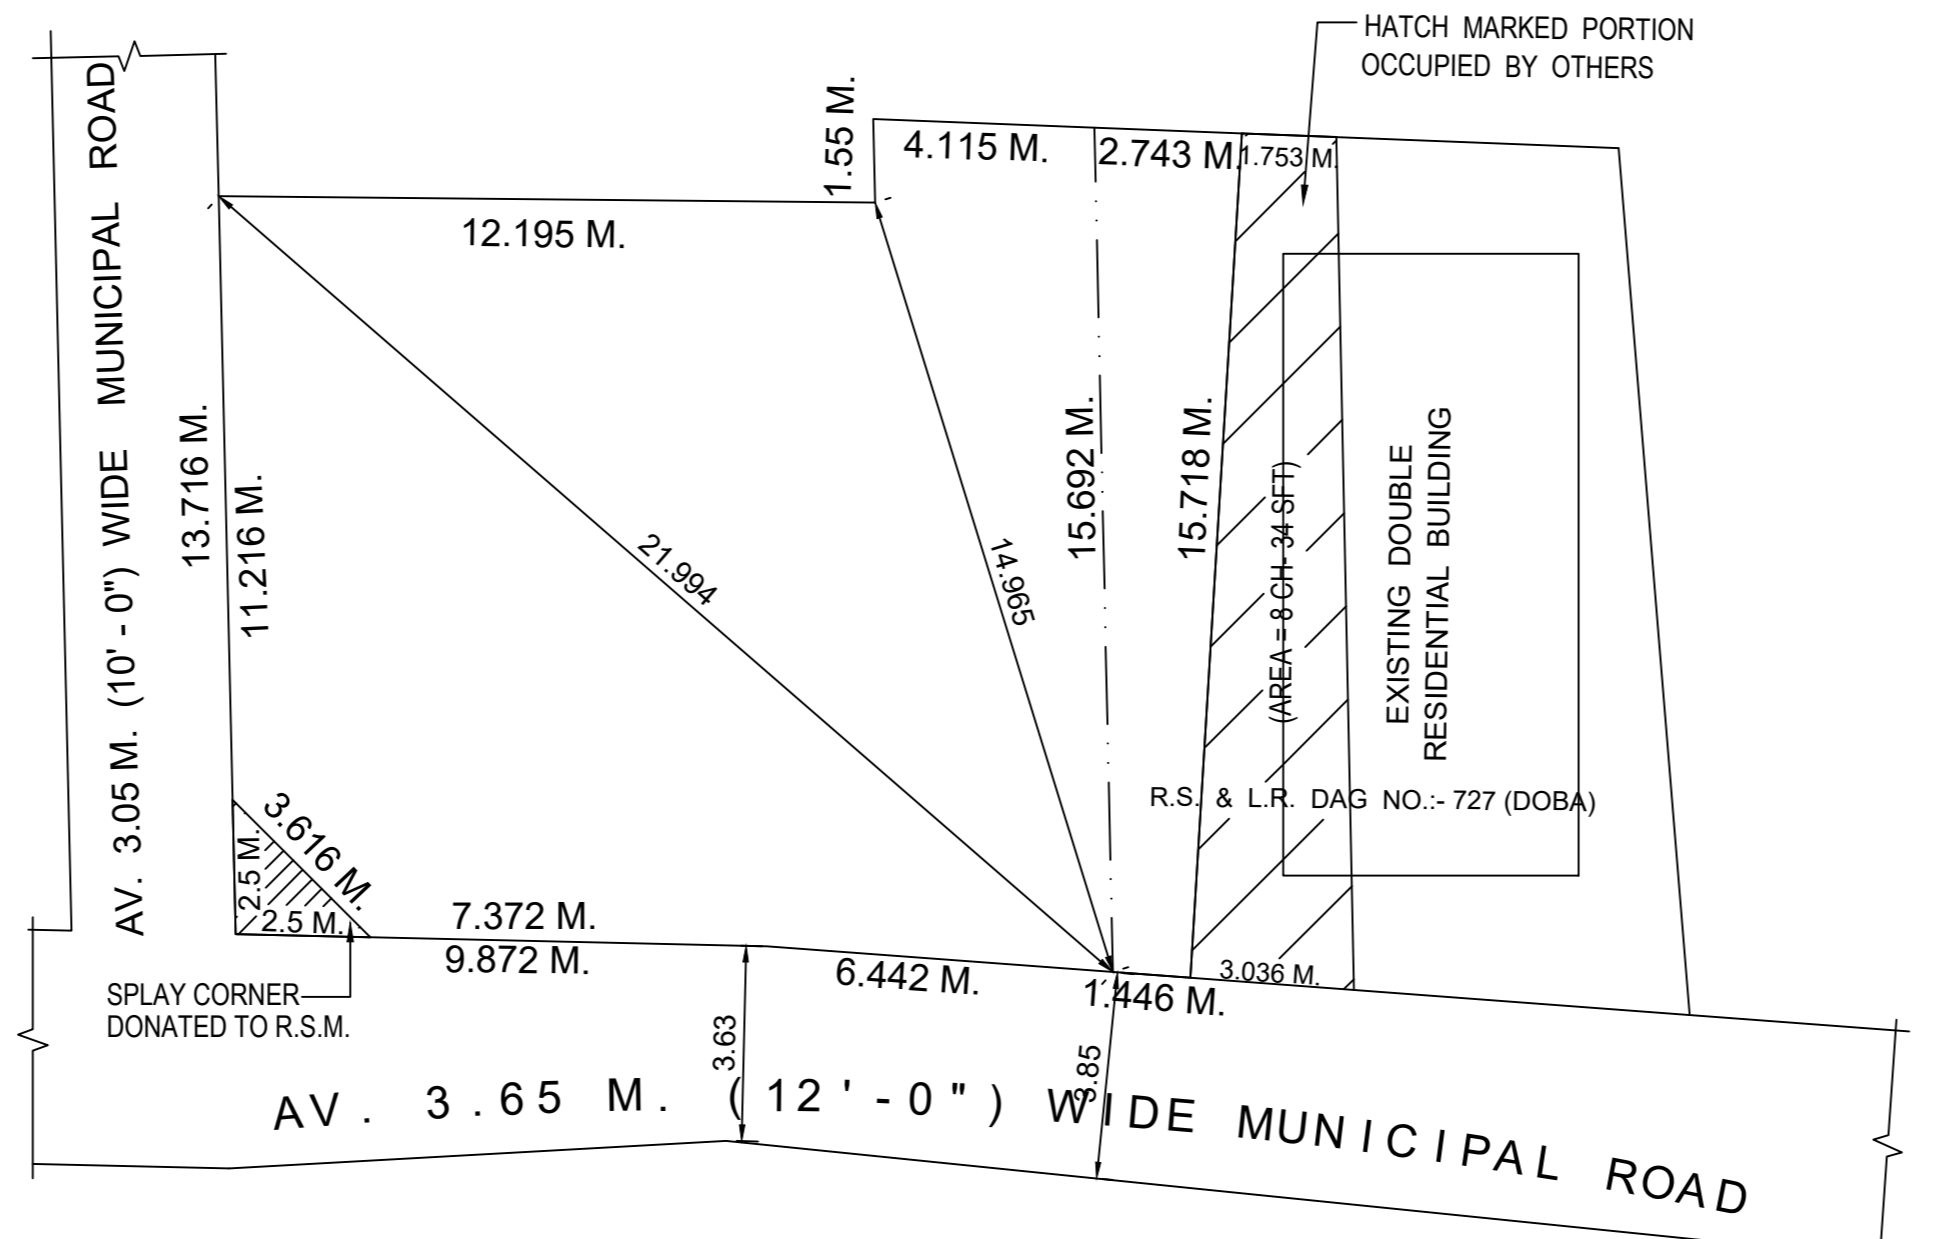 HATCH MARKED PORTION
OCCUPIED BY OTHERS
AV. 3.05 M. (10' - 0") WIDE MUNICIPAL ROAD
1.55 M.
4.115 M.
2.743 M.
1.753 M.
12.195 M.
13.716 M.
11.216 M.
21.994
14.965
15.692 M.
15.718 M.
(AREA = 8 CH- 34 SFT)
EXISTING DOUBLE
RESIDENTIAL BUILDING
R.S. & L.R. DAG NO.:- 727 (DOBA)
3.616 M.
2.5 M.
2.5 M.
7.372 M.
9.872 M.
6.442 M.
1.446 M.
3.036 M.
SPLAY CORNER
DONATED TO R.S.M.
3.63
3.85
AV. 3.65 M. (12'-0") WIDE MUNICIPAL ROAD